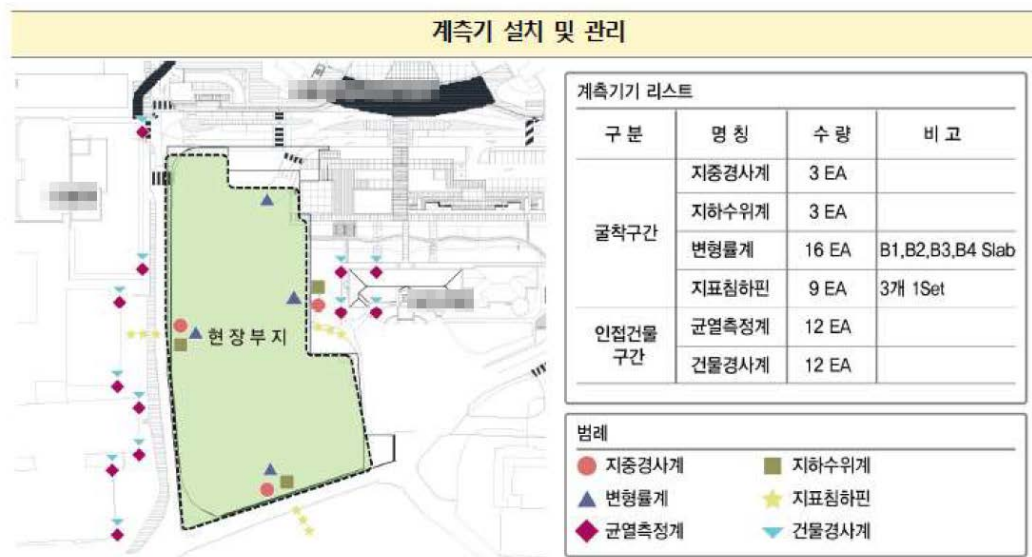 계측기 설치 및 관리
현장부지
계측기기 리스트
구분 명칭 수량 비고
굴착구간
지중경사계 3 EA
지하수위계 3 EA
변형률계 16 EA B1,B2,B3,B4 Slab
지표침하핀 9 EA 3개 1Set
인접건물
구간
균열측정계 12 EA
건물경사계 12 EA
범례
지중경사계 지하수위계
변형률계 지표침하핀
균열측정계 건물경사계